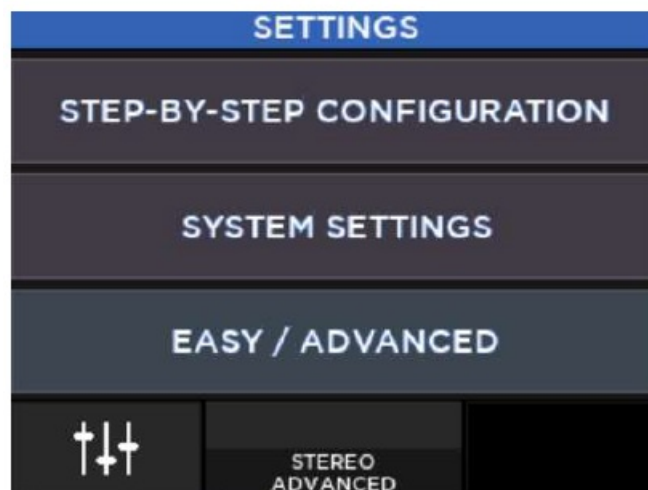 SETTINGS
STEP-BY-STEP CONFIGURATION
SYSTEM SETTINGS
EASY / ADVANCED
STEREO
ADVANCED